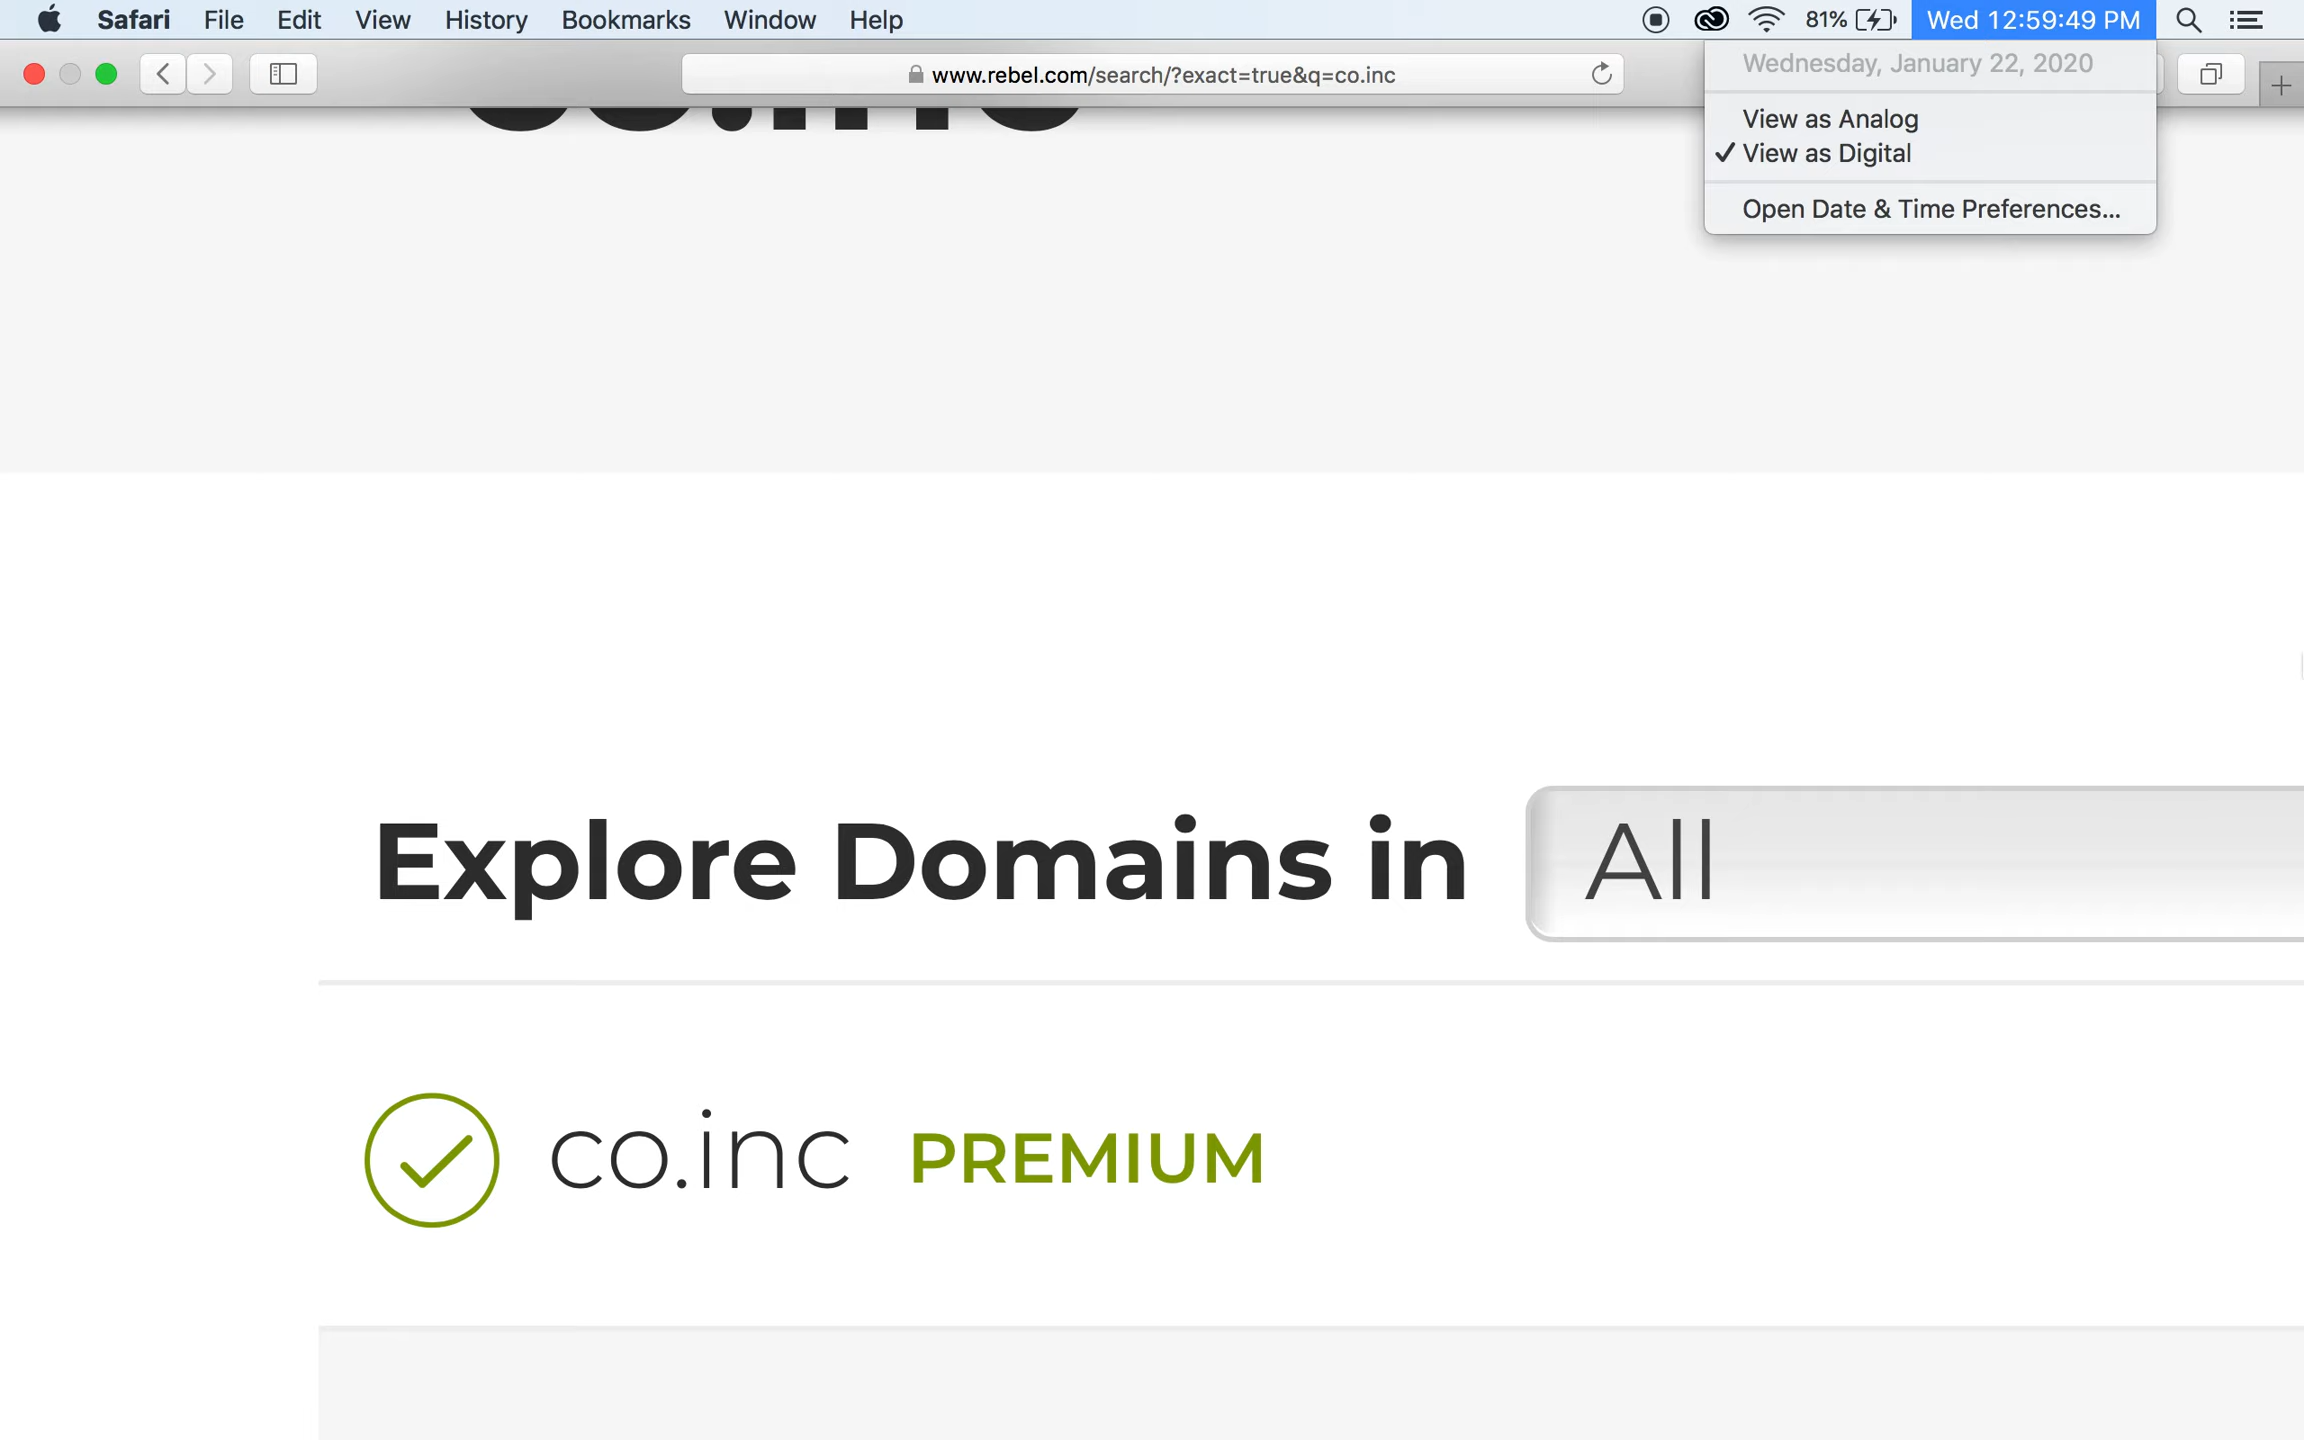 Safari File Edit View History Bookmarks Window Help 81% Wed 12:59:49 PM
www.rebel.com/search/?exact=true&q=co.inc
Wednesday, January 22, 2020
View as Analog
✓ View as Digital
Open Date & Time Preferences...
co.inc
Explore Domains in All
co.inc PREMIUM